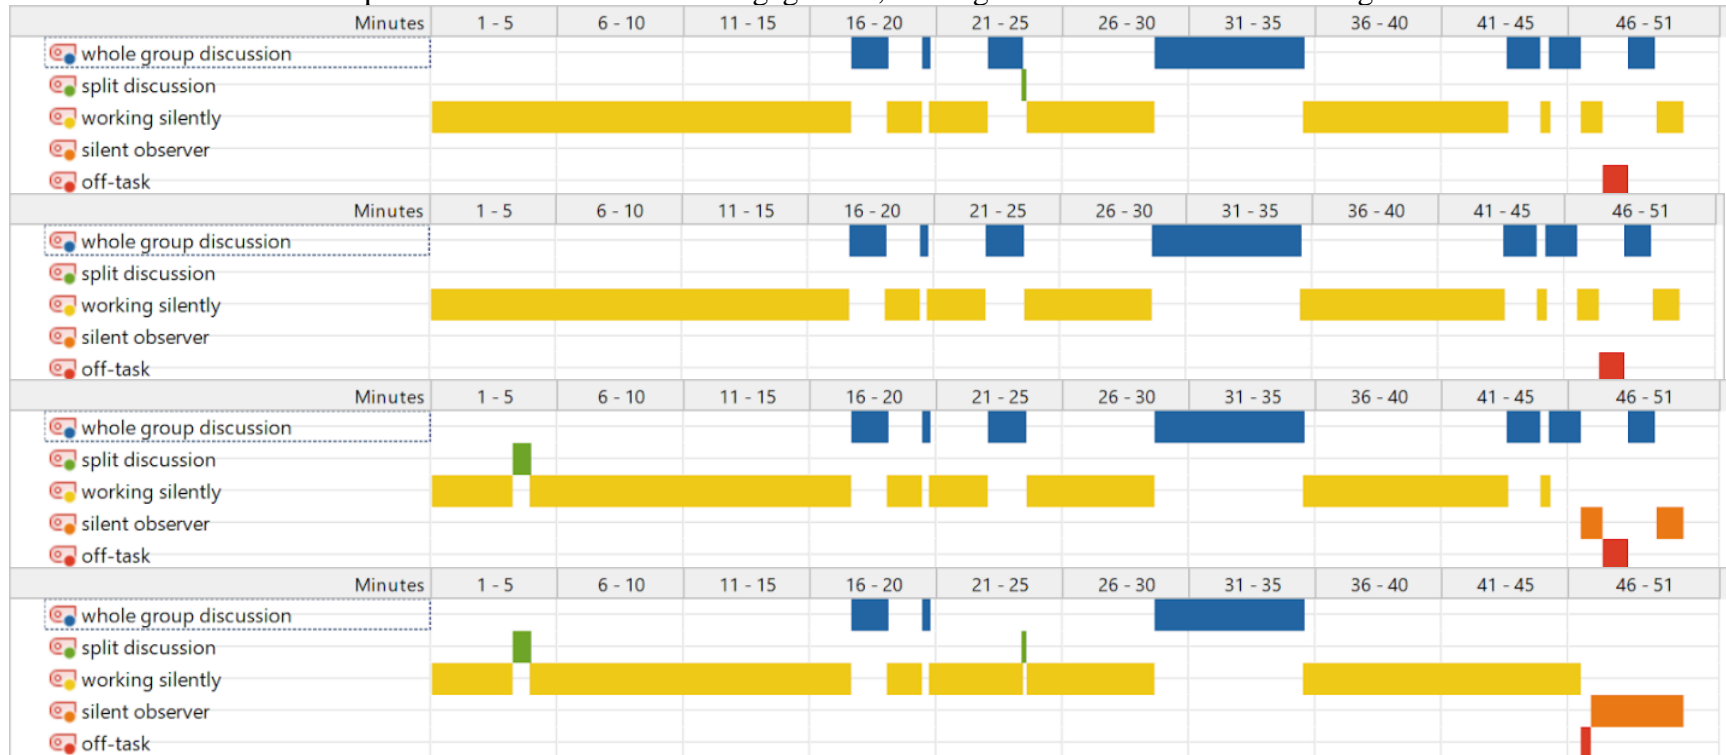 Minutes 1 - 5 6 - 10 11 - 15 16 - 20 21 - 25 26 - 30 31 - 35 36 - 40 41 - 45 46 - 51
whole group discussion
split discussion
working silently
silent observer
off-task
Minutes 1 - 5 6 - 10 11 - 15 16 - 20 21 - 25 26 - 30 31 - 35 36 - 40 41 - 45 46 - 51
whole group discussion
split discussion
working silently
silent observer
off-task
Minutes 1 - 5 6 - 10 11 - 15 16 - 20 21 - 25 26 - 30 31 - 35 36 - 40 41 - 45 46 - 51
whole group discussion
split discussion
working silently
silent observer
off-task
Minutes 1 - 5 6 - 10 11 - 15 16 - 20 21 - 25 26 - 30 31 - 35 36 - 40 41 - 45 46 - 51
whole group discussion
split discussion
working silently
silent observer
off-task